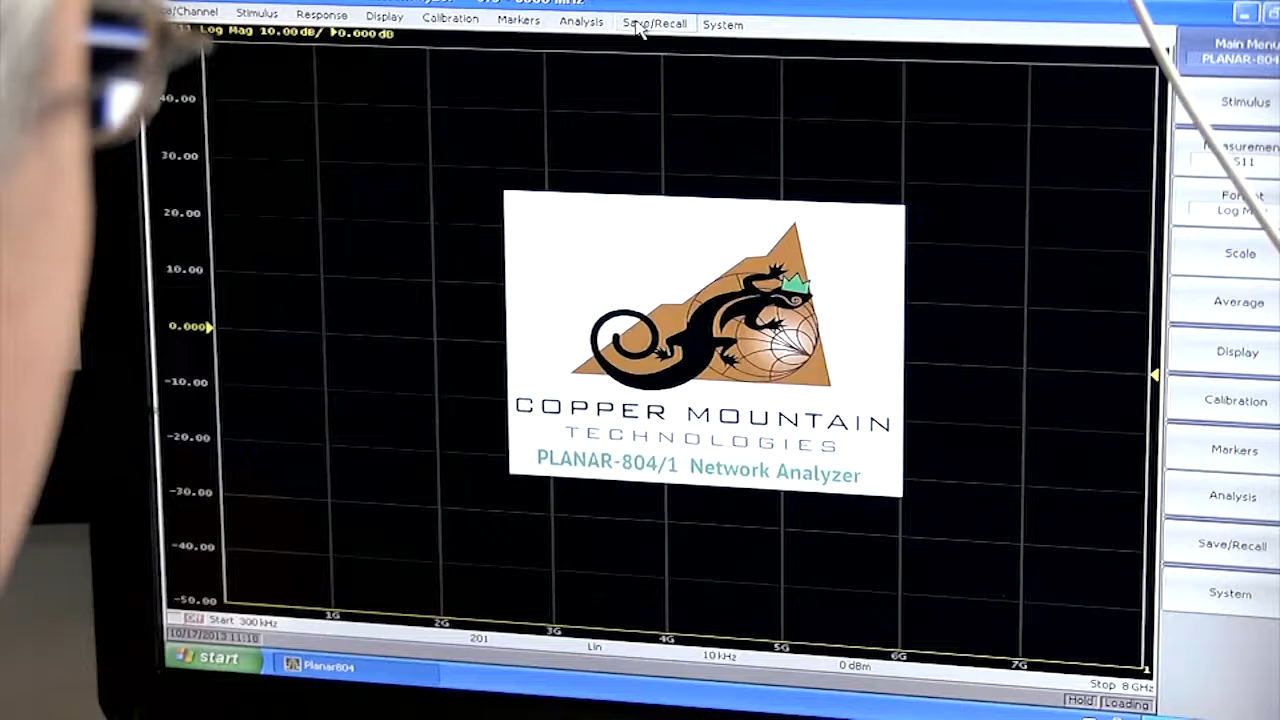 Stimulus Response Display Calibration Markers Analysis Save/Recall System
S11 Log Mag 10.00dB/ 0.000dB
Main Menu
PLANAR-804
Stimulus
S11
Scale
Average
Display
Calibration
Markers
Analysis
Save/Recall
System
40.00
30.00
20.00
10.00
0.000
-10.00
-20.00
-30.00
-40.00
-50.00
COPPER MOUNTAIN
TECHNOLOGIES
PLANAR-804/1 Network Analyzer
1G 2G 3G 4G 5G 6G 7G
Off Start 300 kHz 201 Lin 10 kHz 0 dBm Stop 8 GHz
10/17/2013 11:10 Hold Loading
start Planar804